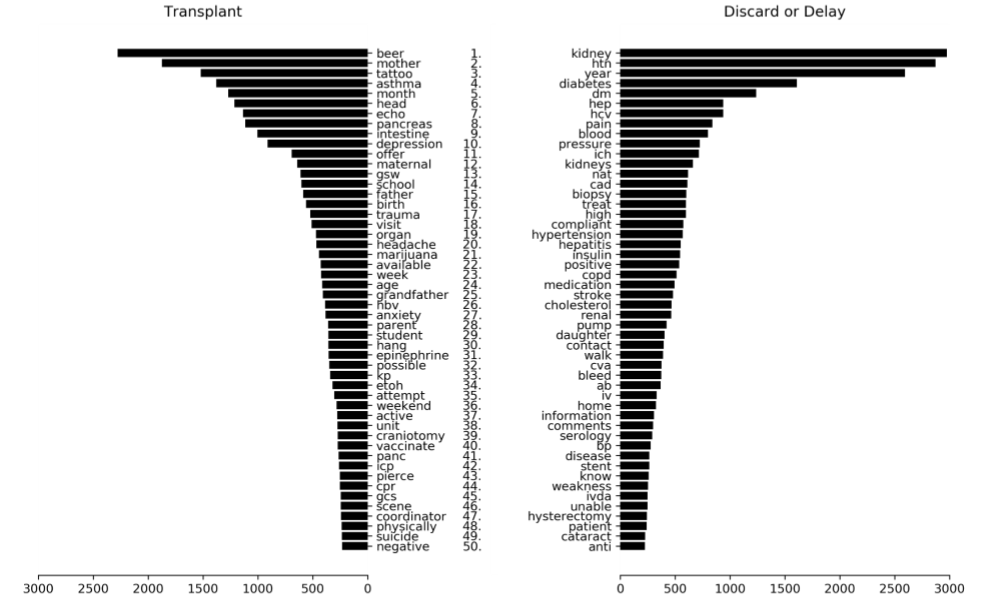 Transplant Discard or Delay
beer 1. kidney
mother 2. htn
tattoo 3. year
asthma 4. diabetes
month 5. dm
head 6. hep
echo 7. hcv
pancreas 8. pain
intestine 9. blood
depression 10. pressure
offer 11. ich
maternal 12. kidneys
gsw 13. nat
school 14. cad
father 15. biopsy
birth 16. treat
trauma 17. high
visit 18. compliant
organ 19. hypertension
headache 20. hepatitis
marijuana 21. insulin
available 22. positive
week 23. copd
age 24. medication
grandfather 25. stroke
hbv 26. cholesterol
anxiety 27. renal
parent 28. pump
student 29. daughter
hang 30. contact
epinephrine 31. walk
possible 32. cva
kp 33. bleed
etoh 34. ab
attempt 35. iv
weekend 36. home
active 37. information
unit 38. comments
craniotomy 39. serology
vaccinate 40. bp
panc 41. disease
icp 42. stent
pierce 43. know
cpr 44. weakness
gcs 45. ivda
scene 46. unable
coordinator 47. hysterectomy
physically 48. patient
suicide 49. cataract
negative 50. anti
3000 2500 2000 1500 1000 500 0 0 500 1000 1500 2000 2500 3000